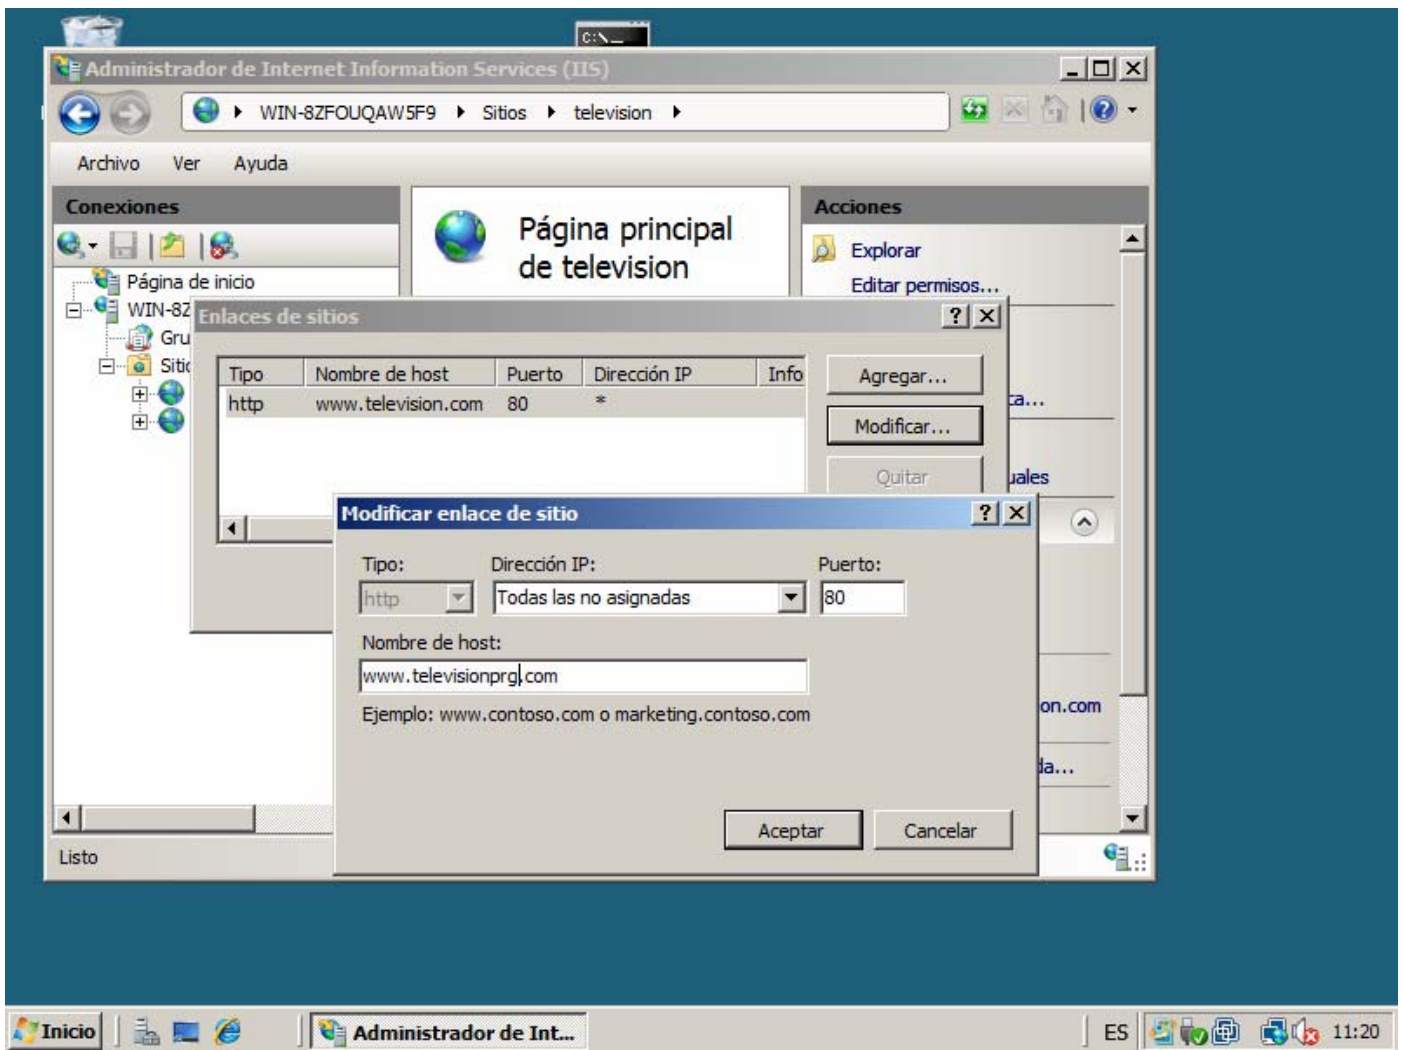 C:\_
Administrador de Internet Information Services (IIS)
WIN-8ZFOUQAW5F9 Sitios television
Archivo Ver Ayuda
Conexiones
Página de inicio
WIN-8Z
Gru
Sitio
Página principal
de television
Acciones
Explorar
Editar permisos...
ta...
uales
on.com
da...
Enlaces de sitios
Tipo Nombre de host Puerto Dirección IP Info
http www.television.com 80 *
Agregar...
Modificar...
Quitar
Modificar enlace de sitio
Tipo: Dirección IP: Puerto:
http Todas las no asignadas 80
Nombre de host:
www.televisionprg.com
Ejemplo: www.contoso.com o marketing.contoso.com
Aceptar Cancelar
Listo
Inicio Administrador de Int... ES 11:20